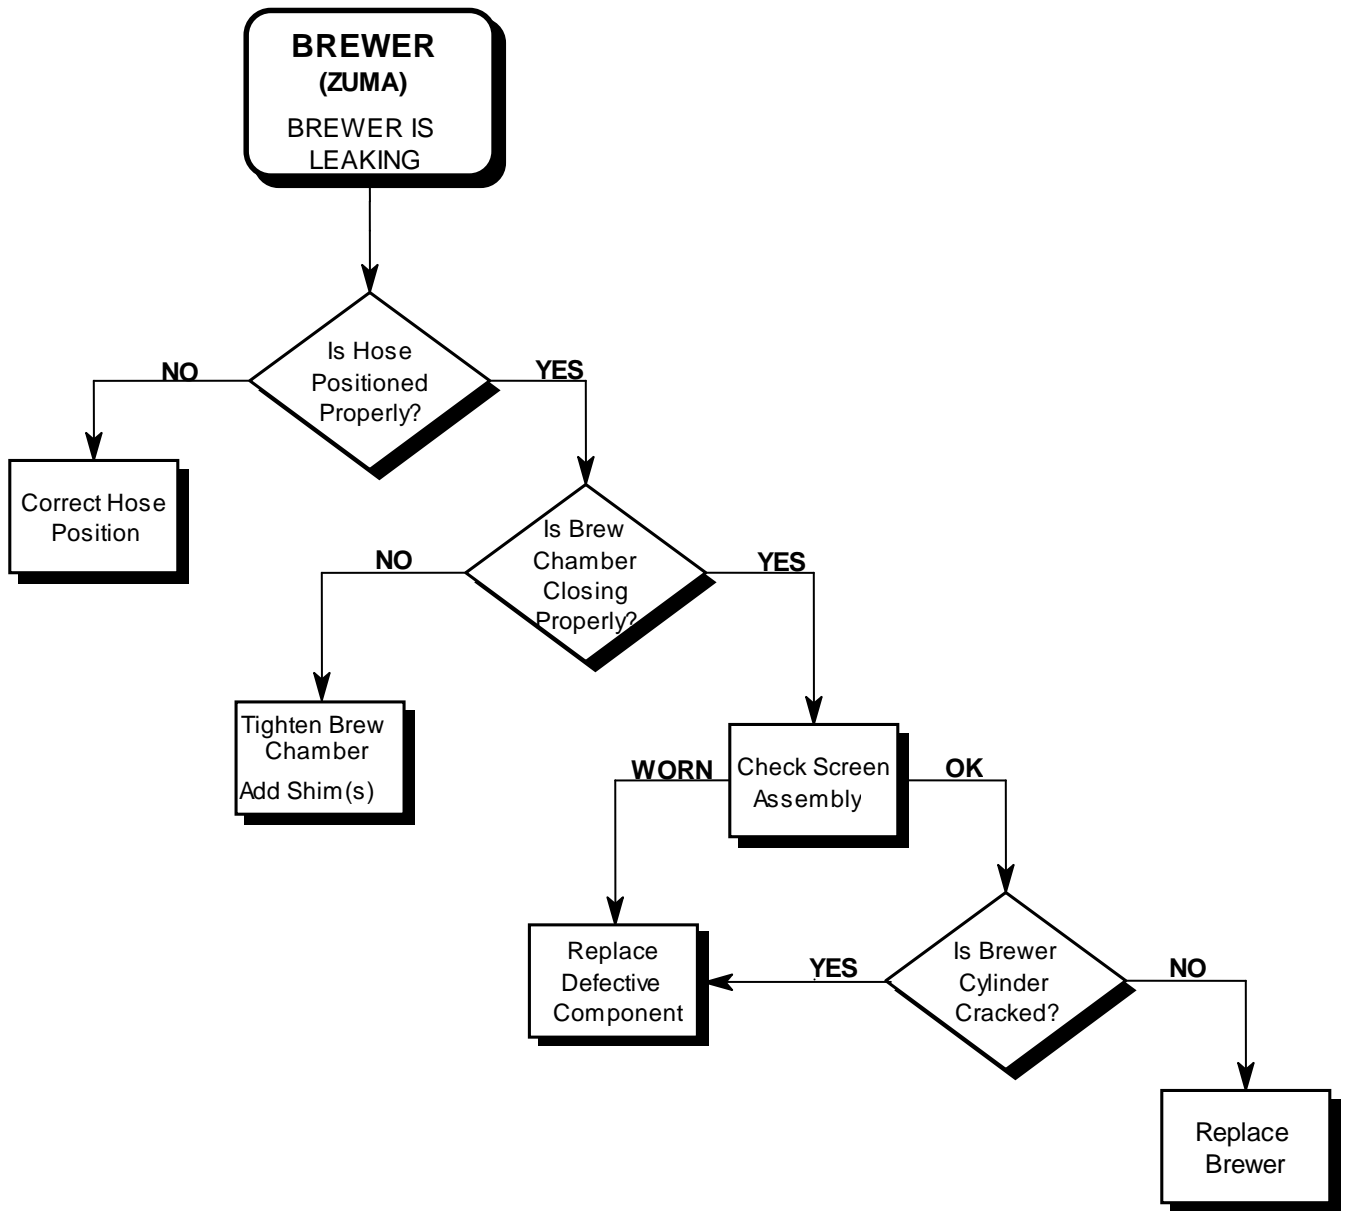 BREWER
(ZUMA)
BREWER IS
LEAKING
Is Hose
Positioned
Properly?
NO
YES
Correct Hose
Position
Is Brew
Chamber
Closing
Properly?
NO
YES
Tighten Brew
Chamber
Add Shim(s)
Check Screen
Assembly
WORN
OK
Replace
Defective
Component
Is Brewer
Cylinder
Cracked?
YES
NO
Replace
Brewer